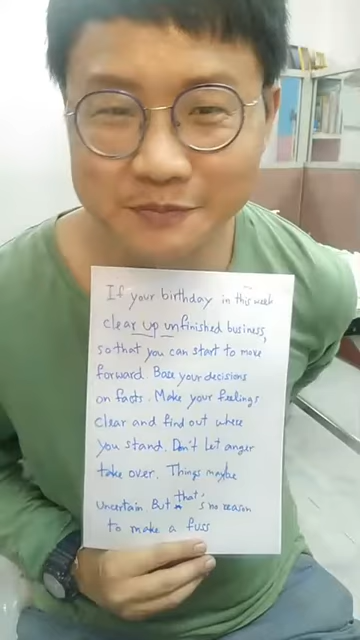 If your birthday in this week
clear up unfinished business,
so that you can start to move
forward. Base your decisions
on facts. Make your feelings
clear and find out where
you stand. Don't let anger
take over. Things maybe
uncertain But that's no reason
to make a fuss